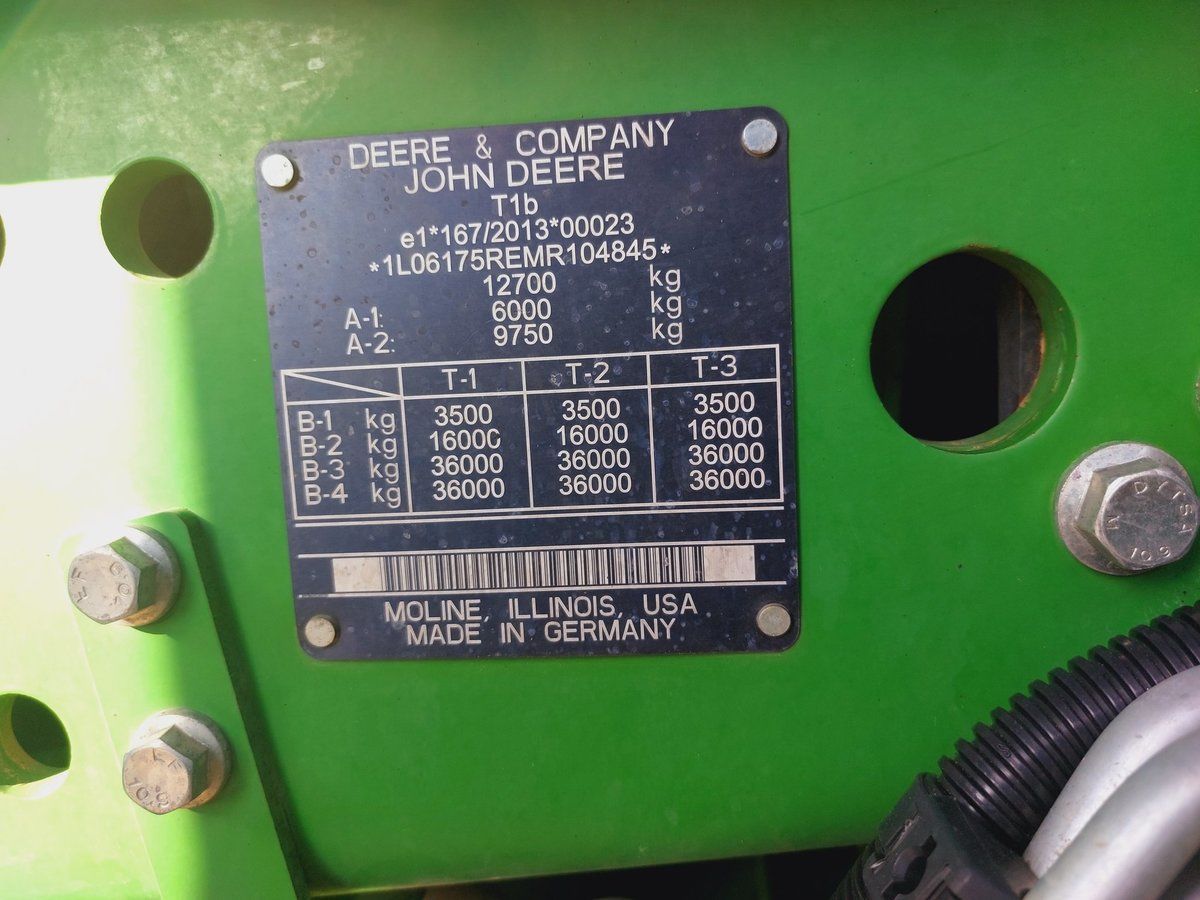 DEERE & COMPANY
JOHN DEERE
T1b
e1*167/2013*00023
*1L06175REMR104845*
12700 kg
A-1: 6000 kg
A-2: 9750 kg
T-1 T-2 T-3
B-1 kg 3500 3500 3500
B-2 kg 16000 16000 16000
B-3 kg 36000 36000 36000
B-4 kg 36000 36000 36000
MOLINE, ILLINOIS, USA
MADE IN GERMANY
M
10.9